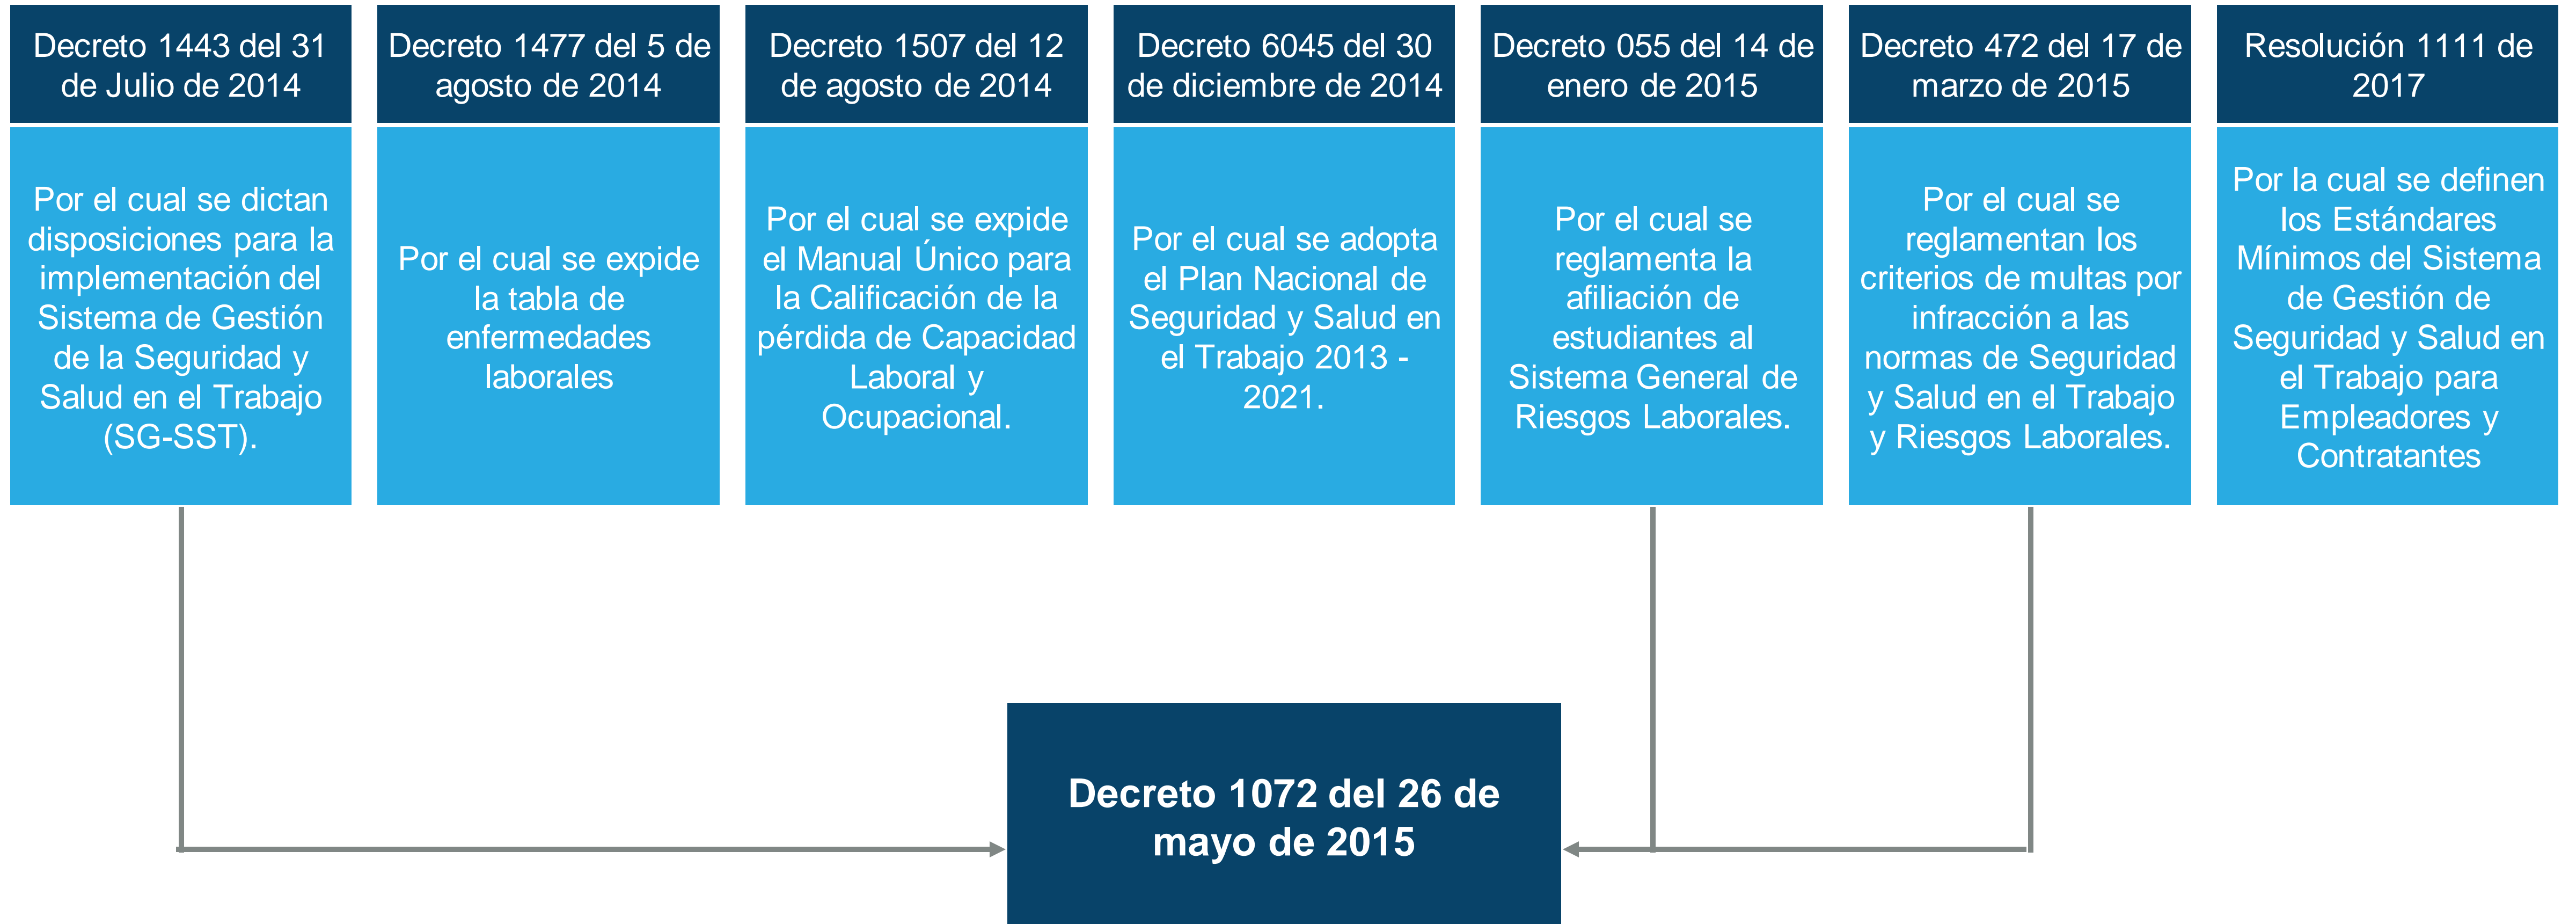 Decreto 1443 del 31
de Julio de 2014
Por el cual se dictan
disposiciones para la
implementación del
Sistema de Gestión
de la Seguridad y
Salud en el Trabajo
(SG-SST).
Decreto 1477 del 5 de
agosto de 2014
Por el cual se expide
la tabla de
enfermedades
laborales
Decreto 1507 del 12
de agosto de 2014
Por el cual se expide
el Manual Único para
la Calificación de la
pérdida de Capacidad
Laboral y
Ocupacional.
Decreto 6045 del 30
de diciembre de 2014
Por el cual se adopta
el Plan Nacional de
Seguridad y Salud en
el Trabajo 2013 -
2021.
Decreto 055 del 14 de
enero de 2015
Por el cual se
reglamenta la
afiliación de
estudiantes al
Sistema General de
Riesgos Laborales.
Decreto 472 del 17 de
marzo de 2015
Por el cual se
reglamentan los
criterios de multas por
infracción a las
normas de Seguridad
y Salud en el Trabajo
y Riesgos Laborales.
Resolución 1111 de
2017
Por la cual se definen
los Estándares
Mínimos del Sistema
de Gestión de
Seguridad y Salud en
el Trabajo para
Empleadores y
Contratantes
Decreto 1072 del 26 de
mayo de 2015